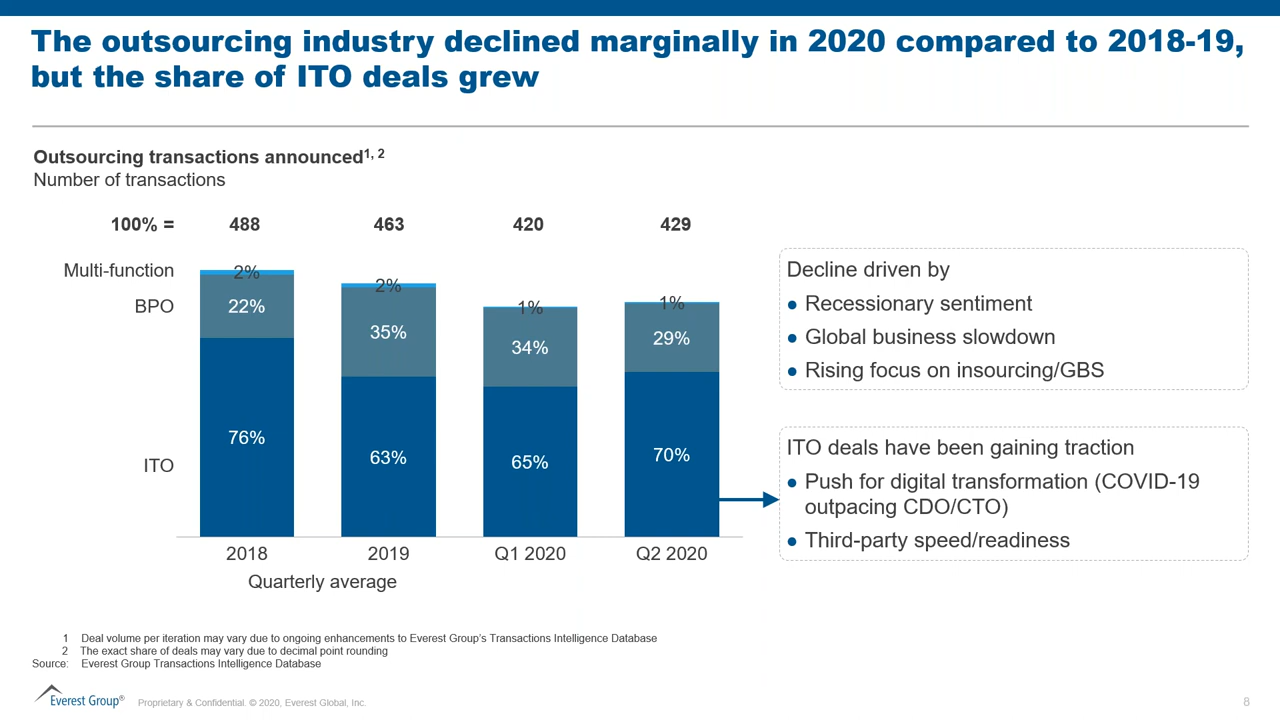 The outsourcing industry declined marginally in 2020 compared to 2018-19,
but the share of ITO deals grew
Outsourcing transactions announced1, 2
Number of transactions
100% = 488 463 420 429
Multi-function 2% 2% 1% 1%
BPO 22% 35% 34% 29%
ITO 76% 63% 65% 70%
2018 2019 Q1 2020 Q2 2020
Quarterly average
Decline driven by
● Recessionary sentiment
● Global business slowdown
● Rising focus on insourcing/GBS
ITO deals have been gaining traction
● Push for digital transformation (COVID-19
outpacing CDO/CTO)
● Third-party speed/readiness
1 Deal volume per iteration may vary due to ongoing enhancements to Everest Group’s Transactions Intelligence Database
2 The exact share of deals may vary due to decimal point rounding
Source: Everest Group Transactions Intelligence Database
Everest Group® Proprietary & Confidential. © 2020, Everest Global, Inc. 8